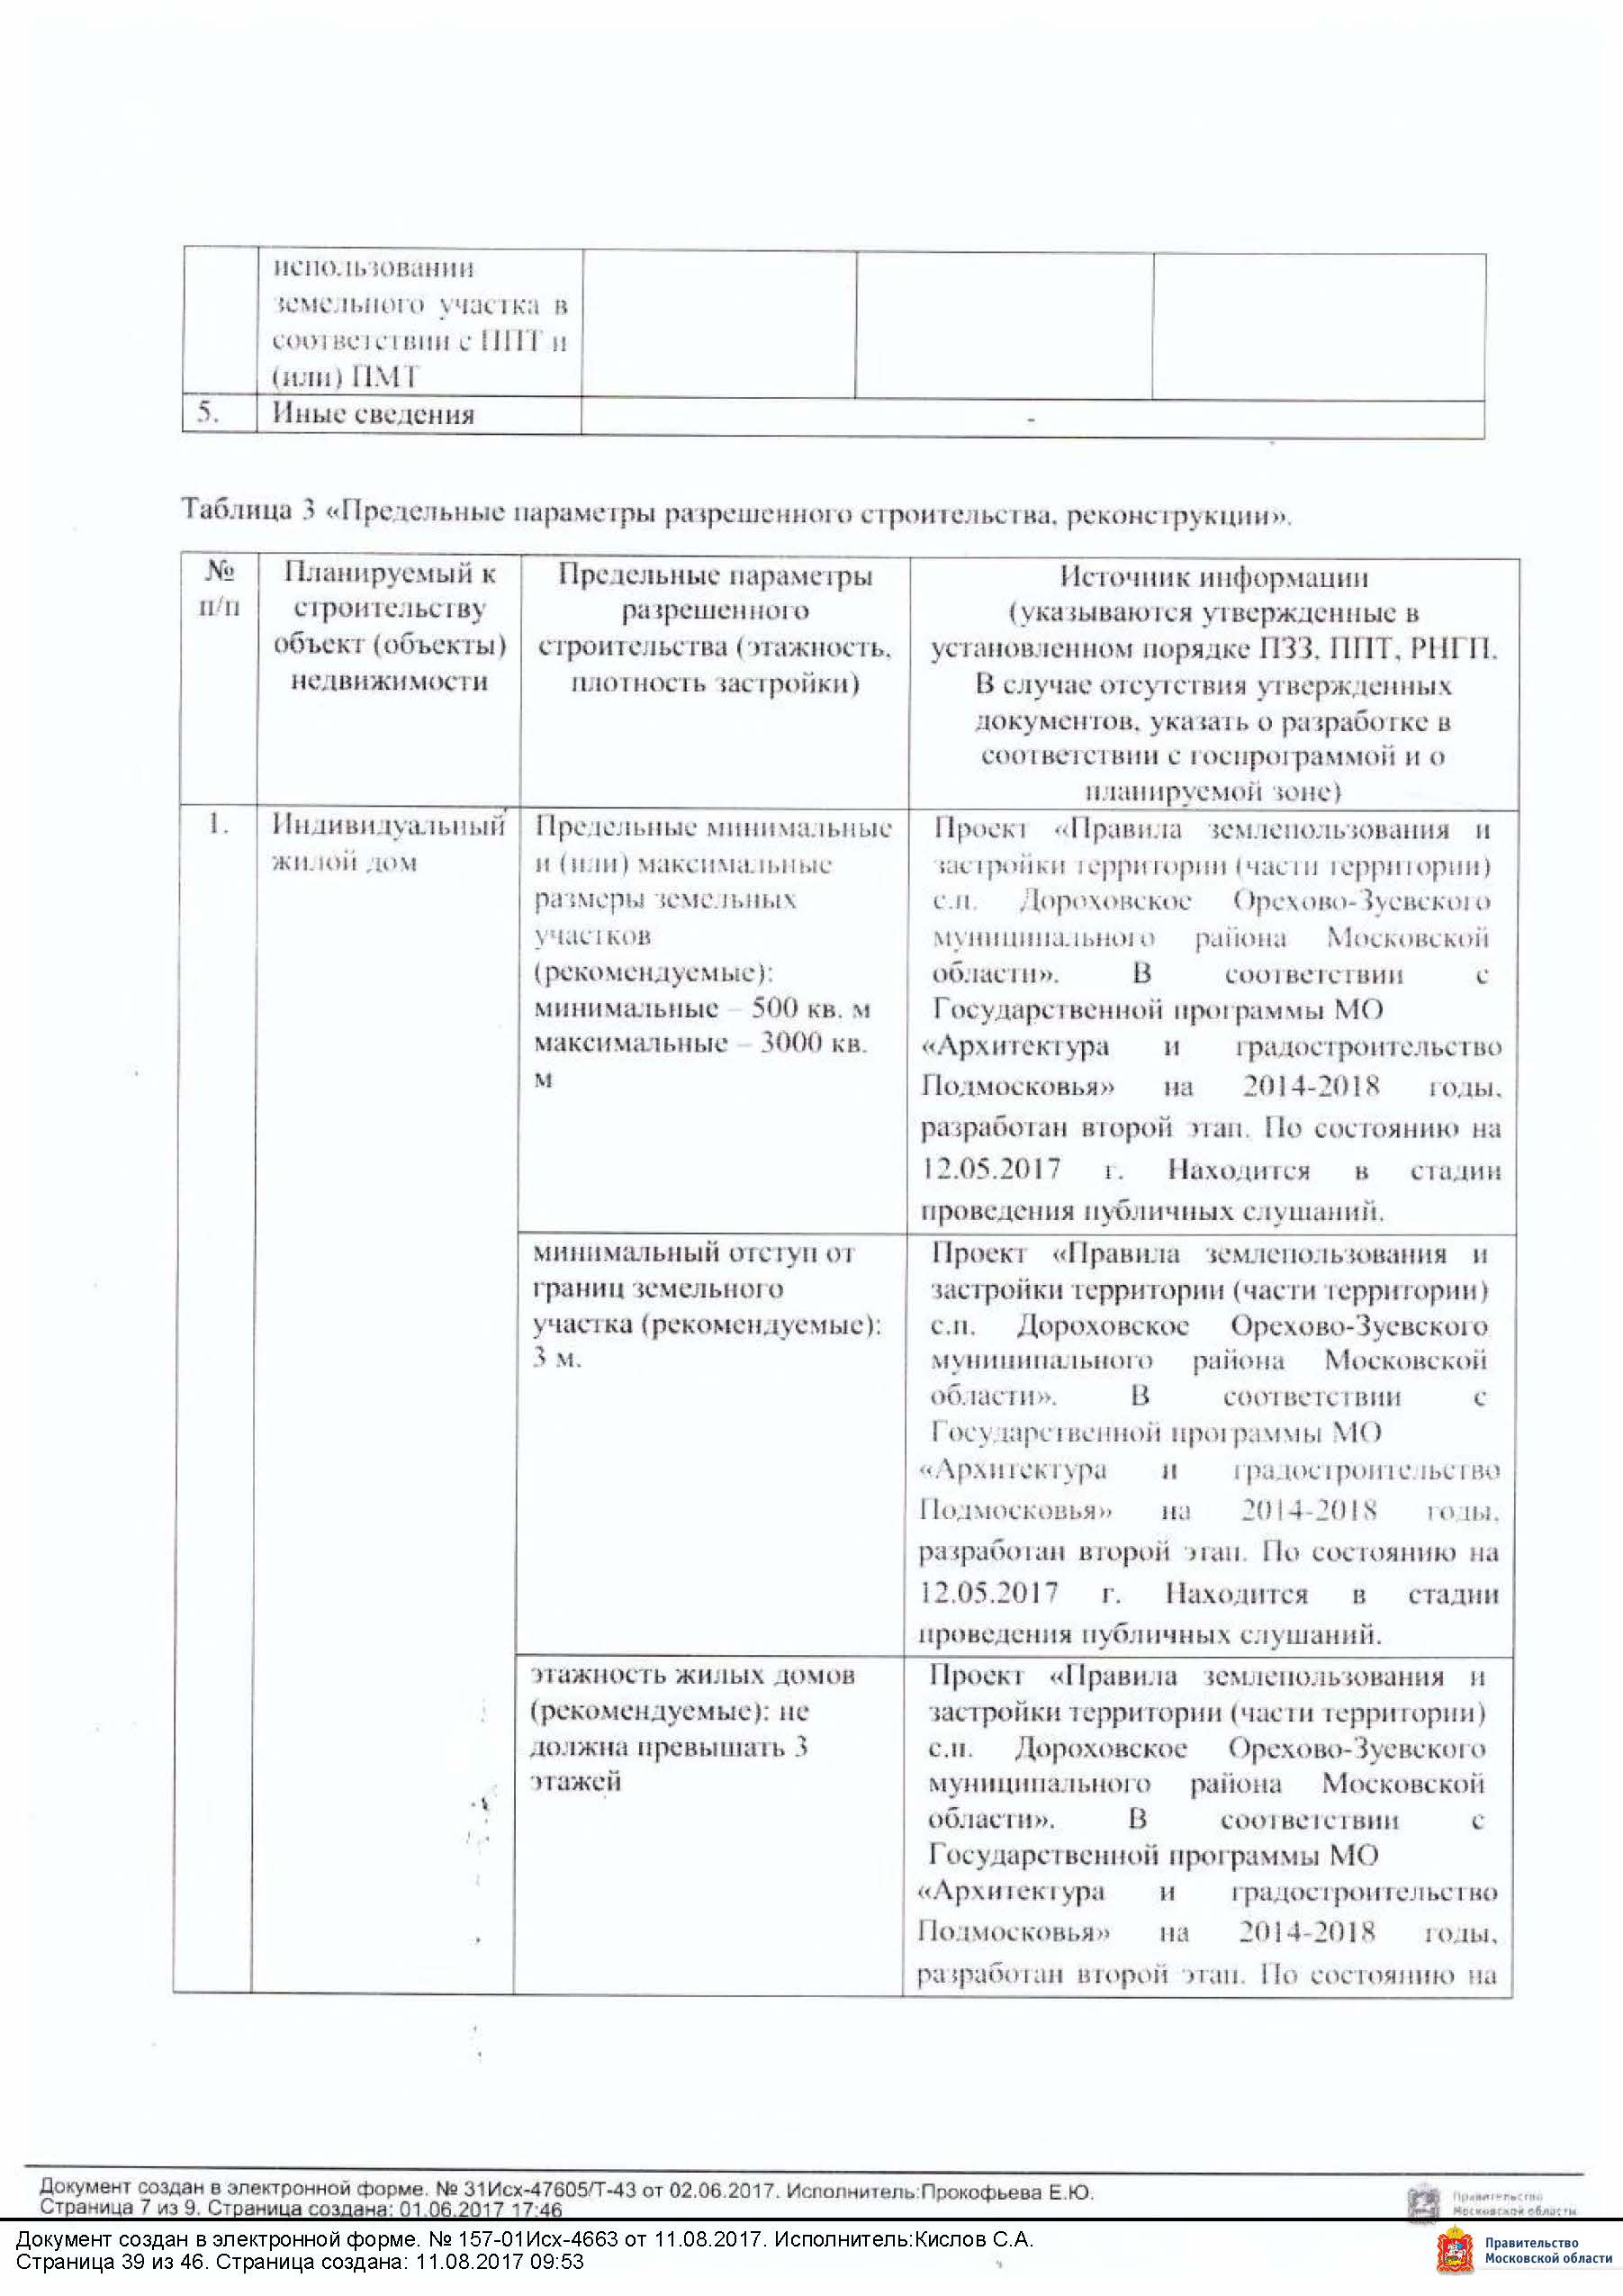 использовании
земельного участка в
соответствии с ППТ и
(или) ПМТ
5. Иные сведения -
Таблица 3 «Предельные параметры разрешенного строительства, реконструкции».
№
п/п
Планируемый к
строительству
объект (объекты)
недвижимости
Предельные параметры
разрешенного
строительства (этажность,
плотность застройки)
Источник информации
(указываются утвержденные в
установленном порядке ПЗЗ, ППТ, РНГП.
В случае отсутствия утвержденных
документов, указать о разработке в
соответствии с госпрограммой и о
планируемой зоне)
1.
Индивидуальный
жилой дом
Предельные минимальные
и (или) максимальные
размеры земельных
участков
(рекомендуемые):
минимальные – 500 кв. м
максимальные – 3000 кв.
м
Проект «Правила землепользования и
застройки территории (части территории)
с.п. Дороховское Орехово-Зуевского
муниципального района Московской
области». В соответствии с
Государственной программы МО
«Архитектура и градостроительство
Подмосковья» на 2014-2018 годы,
разработан второй этап. По состоянию на
12.05.2017 г. Находится в стадии
проведения публичных слушаний.
минимальный отступ от
границ земельного
участка (рекомендуемые):
3 м.
Проект «Правила землепользования и
застройки территории (части территории)
с.п. Дороховское Орехово-Зуевского
муниципального района Московской
области». В соответствии с
Государственной программы МО
«Архитектура и градостроительство
Подмосковья» на 2014-2018 годы,
разработан второй этап. По состоянию на
12.05.2017 г. Находится в стадии
проведения публичных слушаний.
этажность жилых домов
(рекомендуемые): не
должна превышать 3
этажей
Проект «Правила землепользования и
застройки территории (части территории)
с.п. Дороховское Орехово-Зуевского
муниципального района Московской
области». В соответствии с
Государственной программы МО
«Архитектура и градостроительство
Подмосковья» на 2014-2018 годы,
разработан второй этап. По состоянию на
Документ создан в электронной форме. № 31Исх-47605/Т-43 от 02.06.2017. Исполнитель:Прокофьева Е.Ю.
Страница 7 из 9. Страница создана: 01.06.2017 17:46
Правительство
Московской области
Документ создан в электронной форме. № 157-01Исх-4663 от 11.08.2017. Исполнитель:Кислов С.А.
Страница 39 из 46. Страница создана: 11.08.2017 09:53
Правительство
Московской области